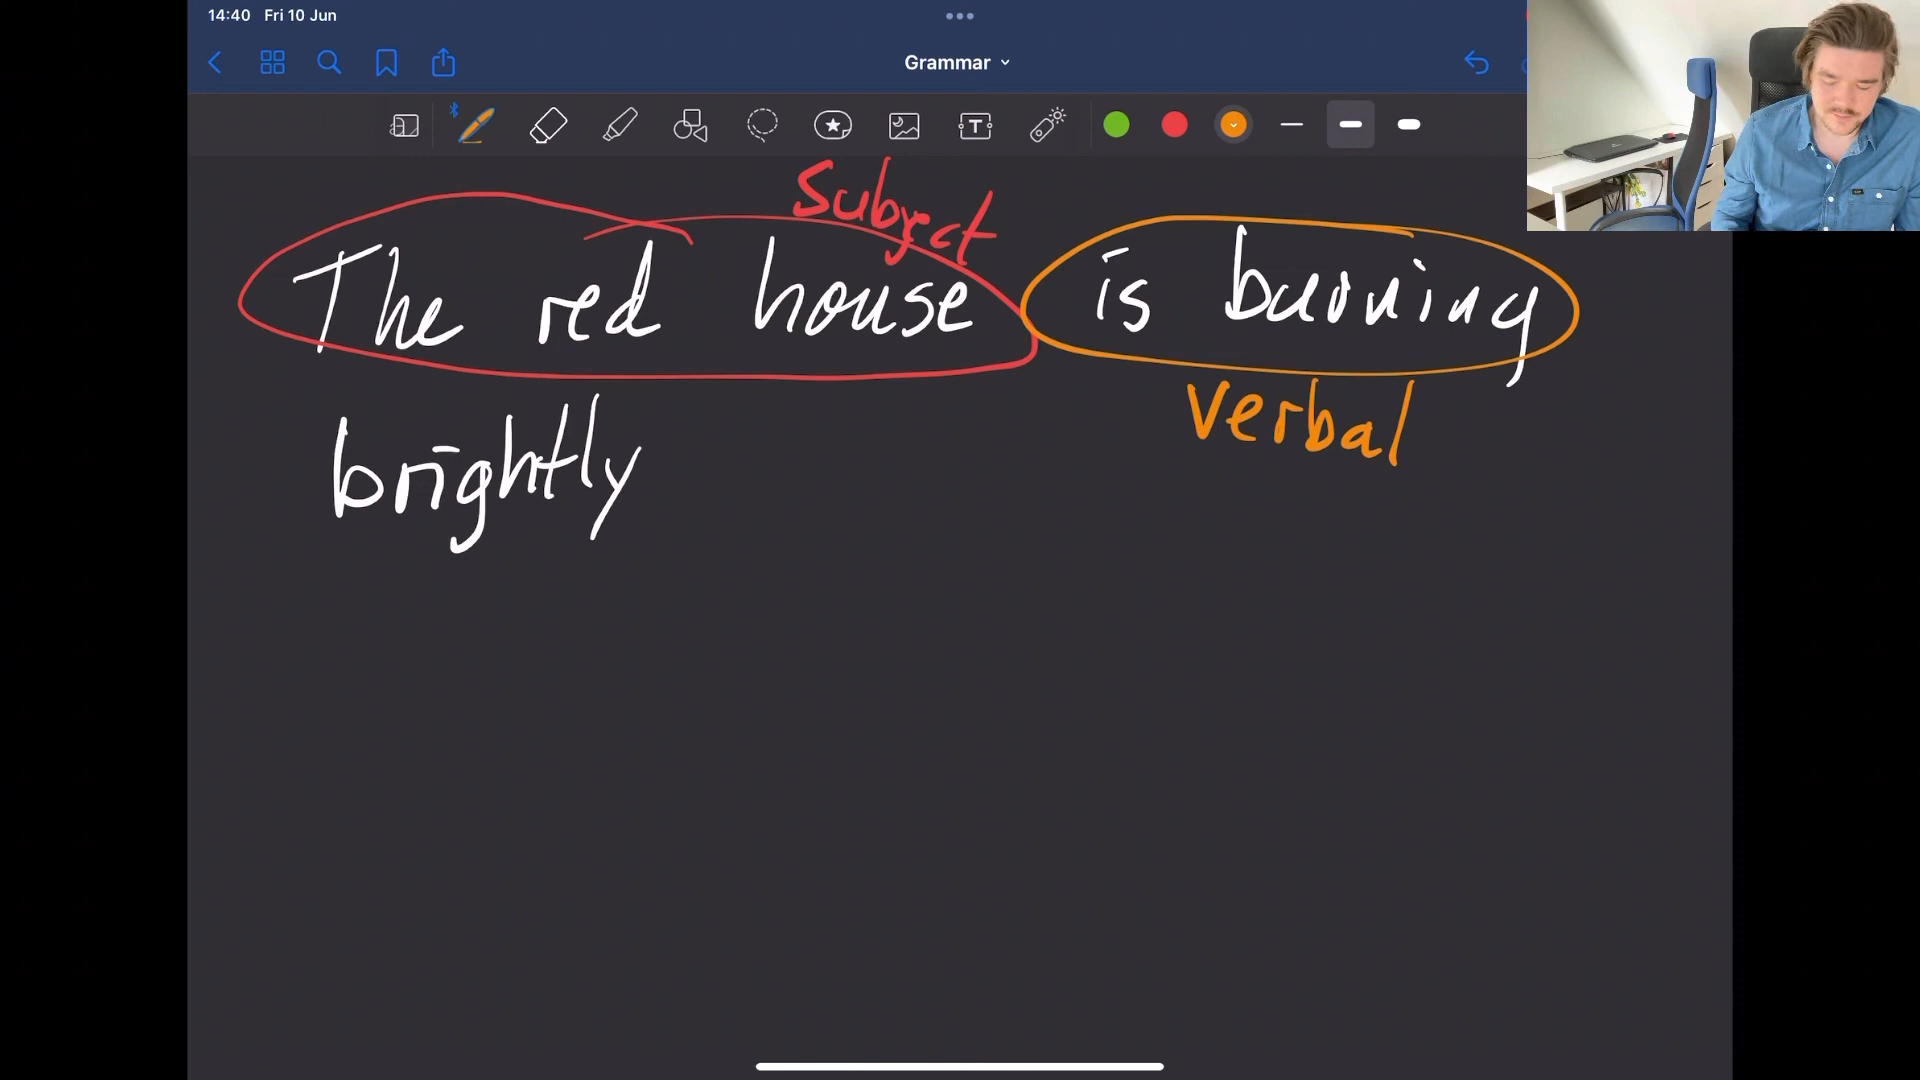 14:40 Fri 10 Jun
Grammar
T
Subject
The red house is burning
verbal
brightly